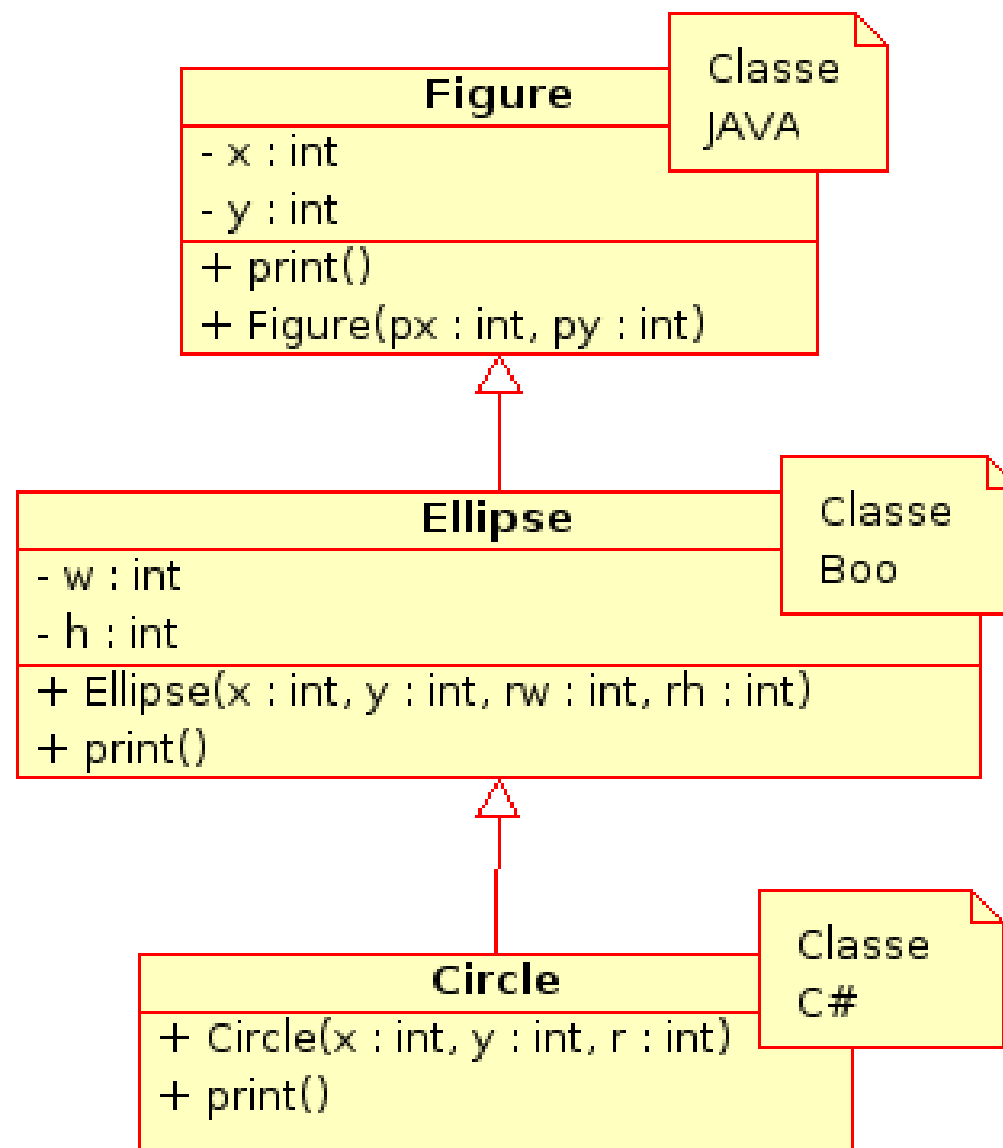 Figure
Classe
JAVA
- x : int
- y : int
+ print()
+ Figure(px : int, py : int)
Ellipse
Classe
Boo
- w : int
- h : int
+ Ellipse(x : int, y : int, rw : int, rh : int)
+ print()
Circle
Classe
C#
+ Circle(x : int, y : int, r : int)
+ print()